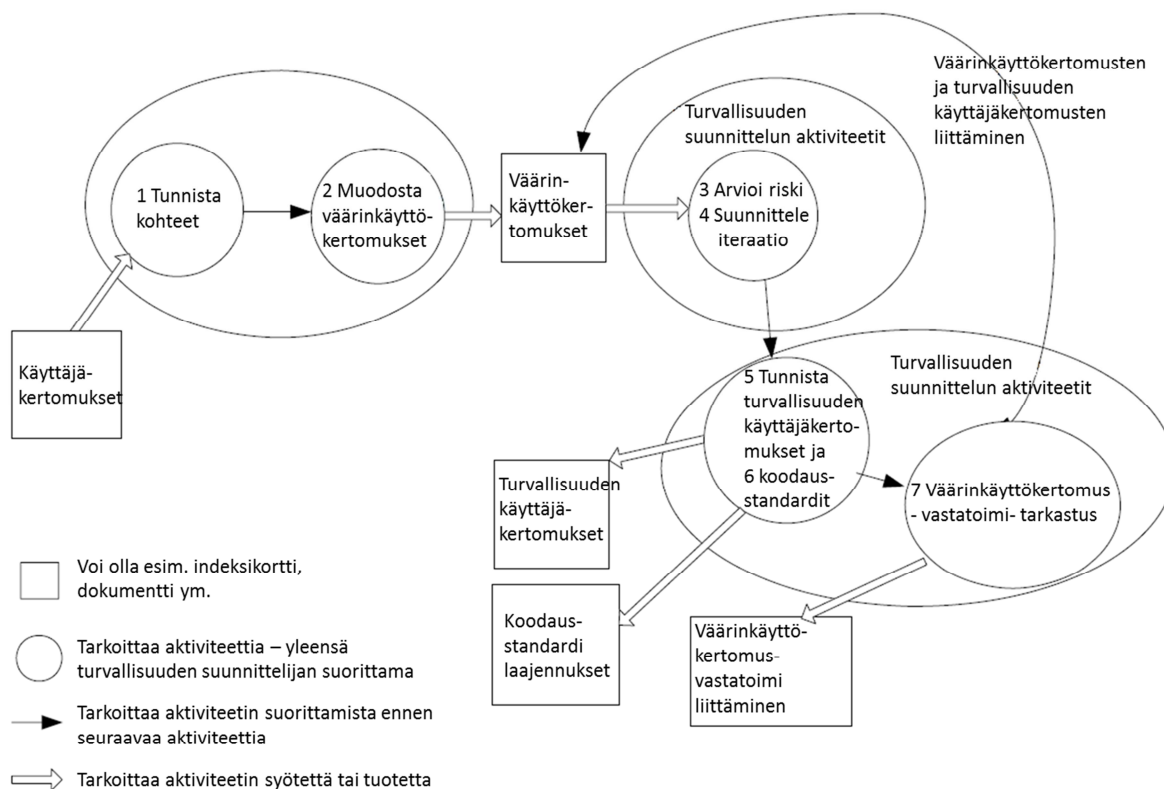 1 Tunnista
kohteet
2 Muodosta
väärinkäyttö-
kertomukset
Käyttäjä-
kertomukset
Väärin-
käyttöker-
tomukset
Turvallisuuden
suunnittelun aktiviteetit
3 Arvioi riski
4 Suunnittele
iteraatio
Väärinkäyttökertomusten
ja turvallisuuden
käyttäjäkertomusten
liittäminen
Turvallisuuden
suunnittelun aktiviteetit
5 Tunnista
turvallisuuden
käyttäjäkerto-
mukset ja
6 koodaus-
standardit
7 Väärinkäyttökertomus
- vastatoimi- tarkastus
Turvallisuuden
käyttäjä-
kertomukset
Koodaus-
standardi
laajennukset
Väärinkäyttö-
kertomus-
vastatoimi
liittäminen
Voi olla esim. indeksikortti,
dokumentti ym.
Tarkoittaa aktiviteettia – yleensä
turvallisuuden suunnittelijan suorittama
Tarkoittaa aktiviteetin suorittamista ennen
seuraavaa aktiviteettia
Tarkoittaa aktiviteetin syötettä tai tuotetta